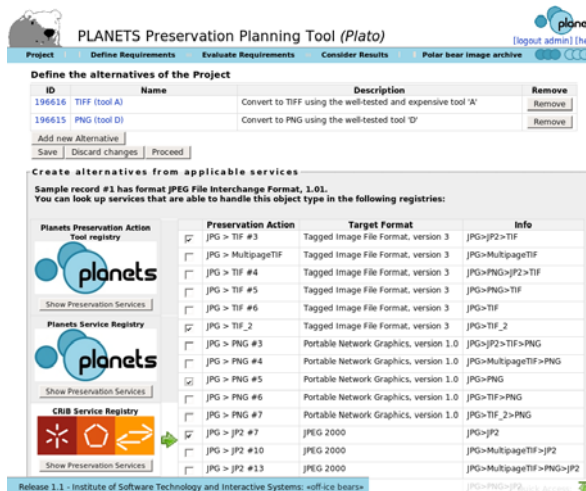 plane
PLANETS Preservation Planning Tool (Plato)
[logout admin] [he
Project Define Requirements Evaluate Requirements Consider Results Polar bear image archive
Define the alternatives of the Project
ID Name Description Remove
196616 TIFF (tool A) Convert to TIFF using the well-tested and expensive tool 'A' Remove
196615 PNG (tool D) Convert to PNG using the well-tested tool 'D' Remove
Add new Alternative
Save Discard changes Proceed
Create alternatives from applicable services
Sample record #1 has format JPEG File Interchange Format, 1.01.
You can look up services that are able to handle this object type in the following registries:
Planets Preservation Action
Tool registry
planets
Show Preservation Services
Planets Service Registry
planets
Show Preservation Services
CRiB Service Registry
Show Preservation Services
Preservation Action Target Format Info
JPG > TIF #3 Tagged Image File Format, version 3 JPG>JP2>TIF
JPG > MultipageTIF Tagged Image File Format, version 3 JPG>MultipageTIF
JPG > TIF #4 Tagged Image File Format, version 3 JPG>PNG>JP2>TIF
JPG > TIF #5 Tagged Image File Format, version 3 JPG>PNG>TIF
JPG > TIF #6 Tagged Image File Format, version 3 JPG>TIF
JPG > TIF_2 Tagged Image File Format, version 3 JPG>TIF_2
JPG > PNG #3 Portable Network Graphics, version 1.0 JPG>JP2>TIF>PNG
JPG > PNG #4 Portable Network Graphics, version 1.0 JPG>MultipageTIF>PNG
JPG > PNG #5 Portable Network Graphics, version 1.0 JPG>PNG
JPG > PNG #6 Portable Network Graphics, version 1.0 JPG>TIF>PNG
JPG > PNG #7 Portable Network Graphics, version 1.0 JPG>TIF_2>PNG
JPG > JP2 #7 JPEG 2000 JPG>JP2
JPG > JP2 #10 JPEG 2000 JPG>MultipageTIF>JP2
JPG > JP2 #13 JPEG 2000 JPG>MultipageTIF>PNG>JP2
JPG>PNG>JP2
Release 1.1 - Institute of Software Technology and Interactive Systems: «off-ice bears»